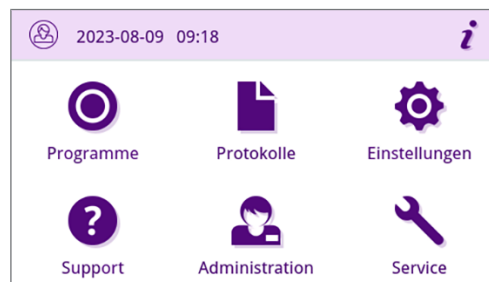 2023-08-09 09:18 i
Programme Protokolle Einstellungen
? 
Support Administration Service